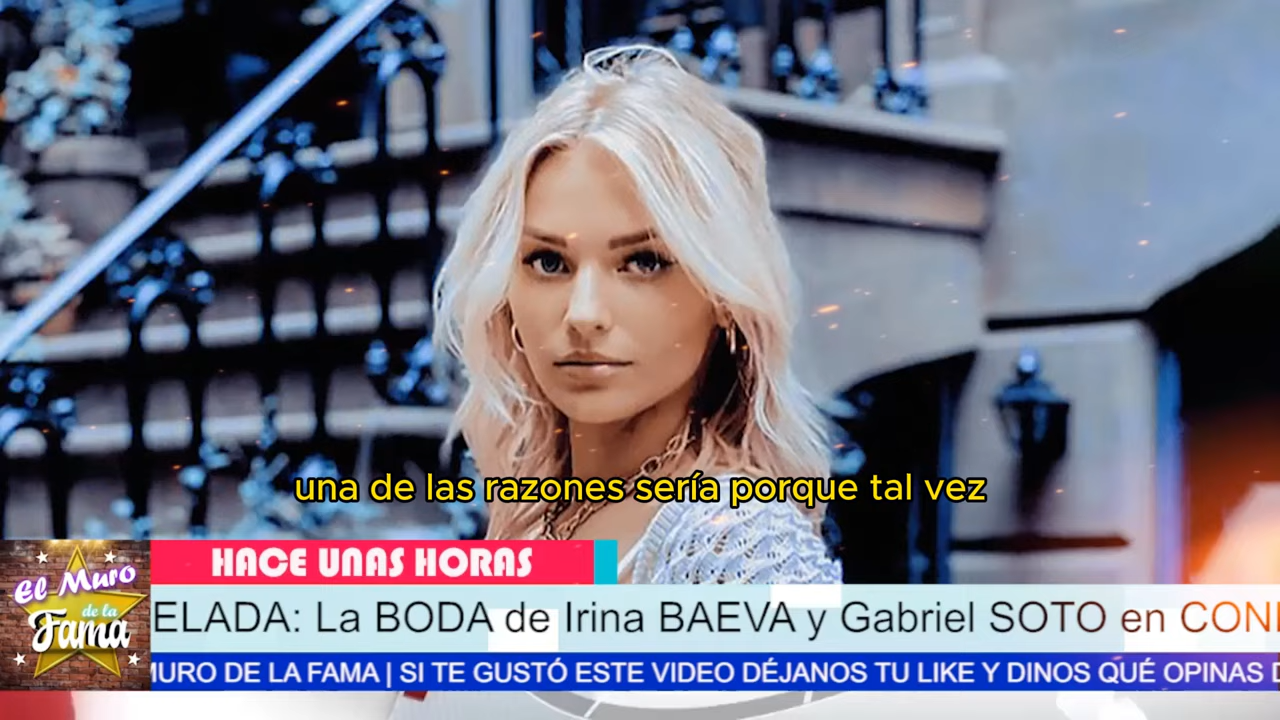 una de las razones sería porque tal vez
HACE UNAS HORAS
El Muro
de la
Fama
ELADA: La BODA de Irina BAEVA y Gabriel SOTO en CON
MURO DE LA FAMA | SI TE GUSTÓ ESTE VIDEO DÉJANOS TU LIKE Y DINOS QUÉ OPINAS D